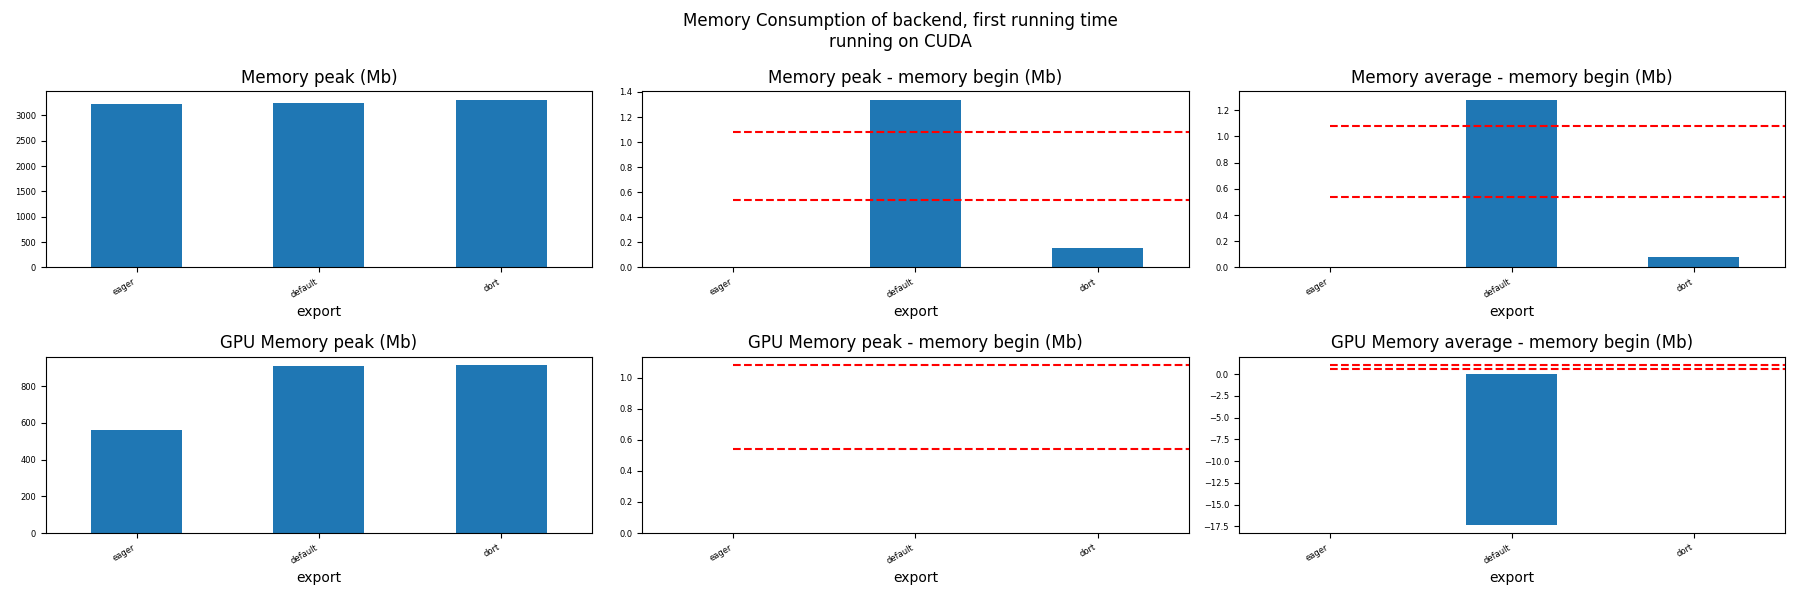 Memory Consumption of backend, first running time
running on CUDA
Memory peak (Mb)
3000
2500
2000
1500
1000
500
0
eager
default
dort
export
Memory peak - memory begin (Mb)
1.4
1.2
1.0
0.8
0.6
0.4
0.2
0.0
eager
default
dort
export
Memory average - memory begin (Mb)
1.2
1.0
0.8
0.6
0.4
0.2
0.0
eager
default
dort
export
GPU Memory peak (Mb)
800
600
400
200
0
eager
default
dort
export
GPU Memory peak - memory begin (Mb)
1.0
0.8
0.6
0.4
0.2
0.0
eager
default
dort
export
GPU Memory average - memory begin (Mb)
0.0
−2.5
−5.0
−7.5
−10.0
−12.5
−15.0
−17.5
eager
default
dort
export